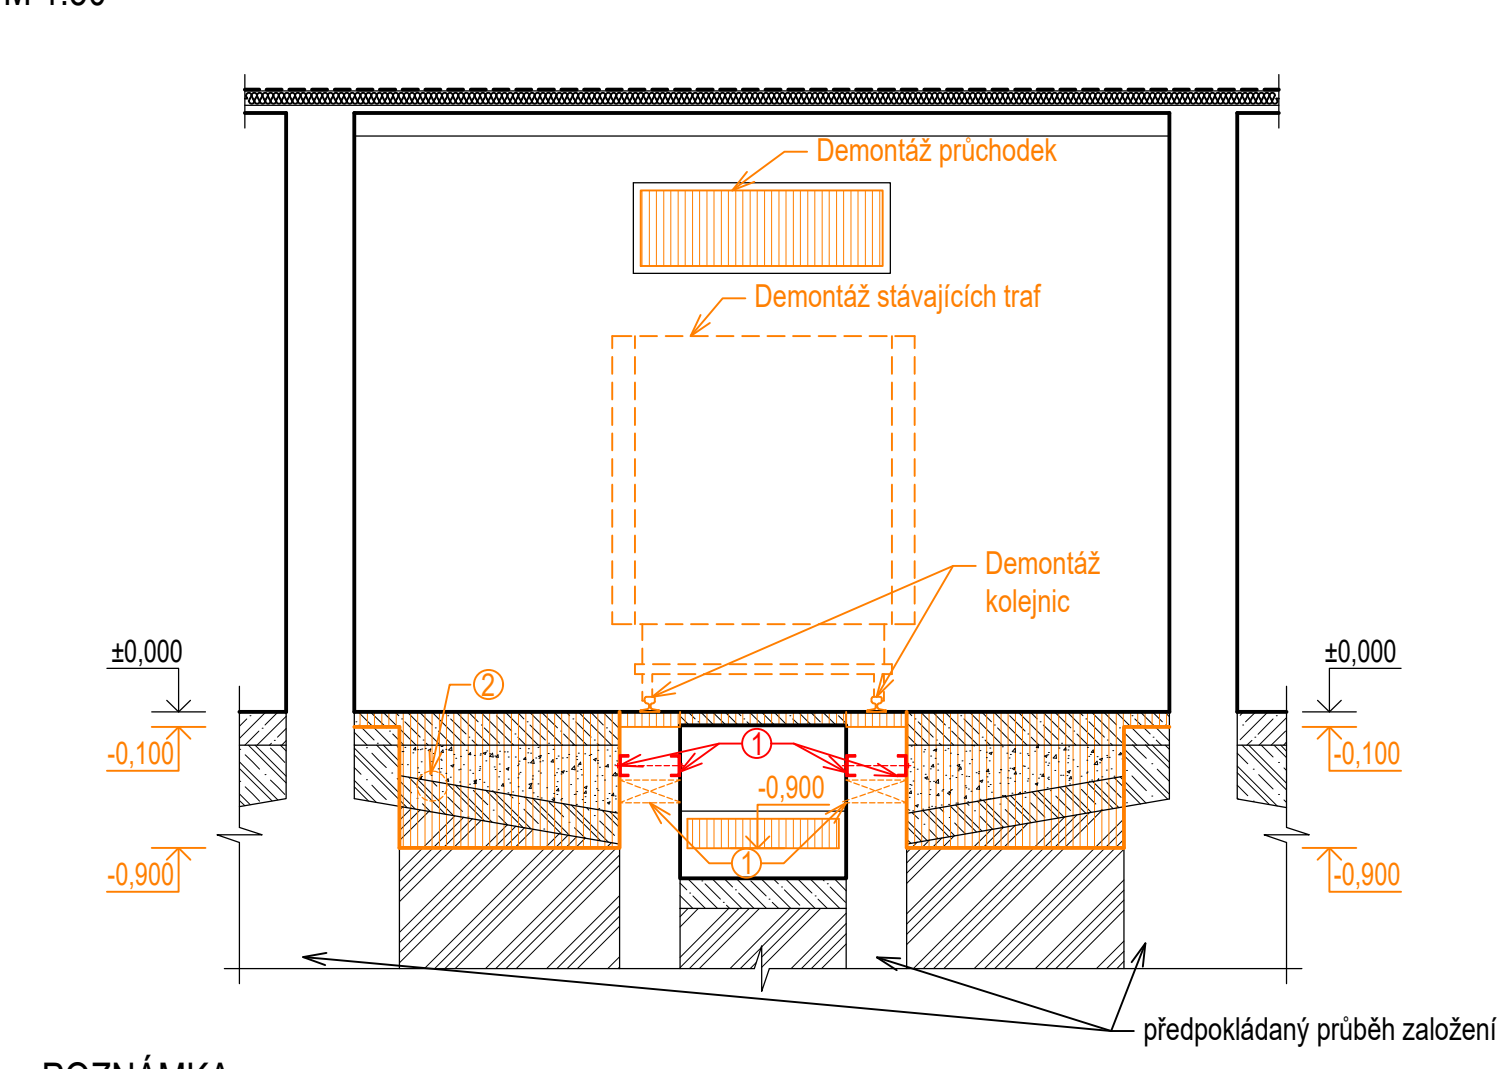 Demontáž průchodek
Demontáž stávajících traf
Demontáž
kolejnic
±0,000
±0,000
2
-0,100
1
-0,100
-0,900
-0,900
1
-0,900
předpokládaný průběh založení
POZNÁMKA